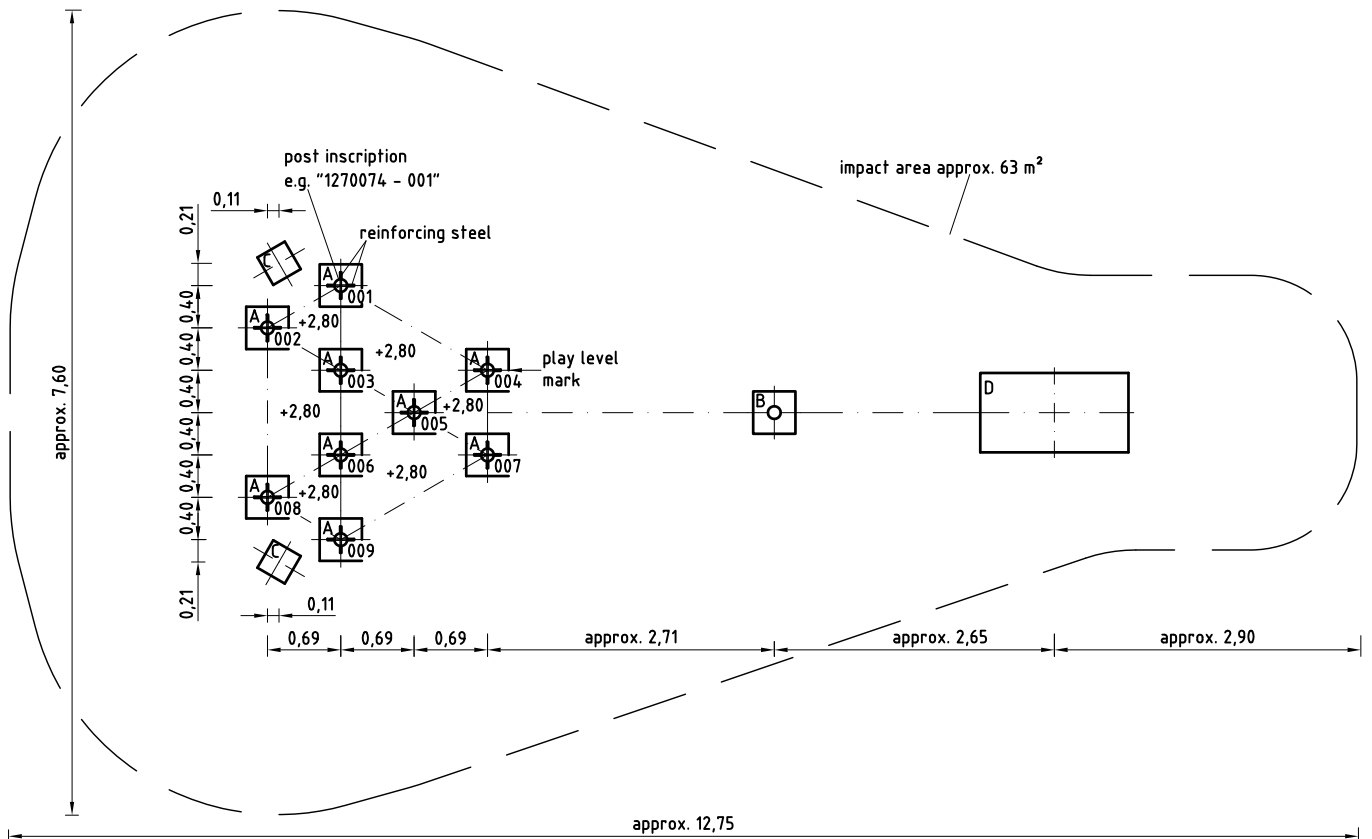 post inscription
e.g. "1270074 – 001"
impact area approx. 63 m²
0,11
0,21
reinforcing steel
C
A
001
0,40
A
002
+2,80
0,40
+2,80
A
003
A
004
play level
mark
0,40
+2,80
A
005
+2,80
B
D
approx. 7,60
0,40
A
006
+2,80
A
007
0,40
A
008
+2,80
0,40
A
009
C
0,21
0,11
0,69
0,69
0,69
approx. 2,71
approx. 2,65
approx. 2,90
approx. 12,75